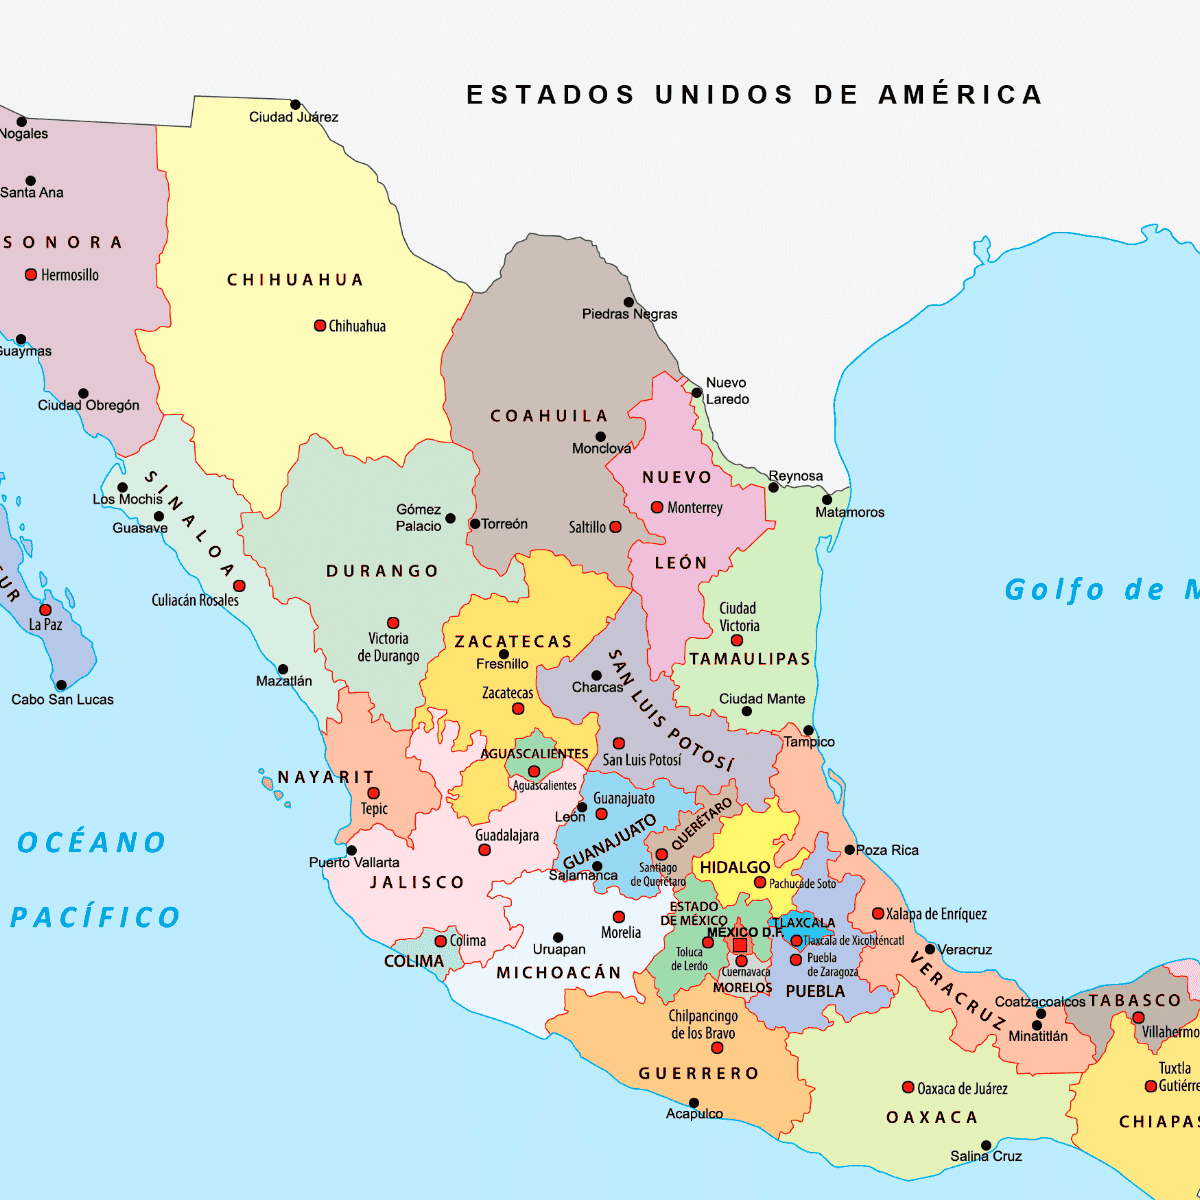 ESTADOS UNIDOS DE AMÉRICA
Ciudad Juárez
Nogales
Santa Ana
SONORA
Hermosillo
CHIHUAHUA
Chihuahua
Guaymas
Ciudad Obregón
Piedras Negras
COAHUILA
Monclova
Nuevo
Laredo
NUEVO
LEÓN
Monterrey
Saltillo
Reynosa
Matamoros
SINALOA
Los Mochis
Guasave
Culiacán Rosales
Mazatlán
Gómez
Palacio
Torreón
DURANGO
Victoria
de Durango
SUR
La Paz
Cabo San Lucas
Golfo de M
ZACATECAS
Fresnillo
Zacatecas
Ciudad
Victoria
TAMAULIPAS
Ciudad Mante
Tampico
SAN LUIS POTOSÍ
Charcas
San Luis Potosí
AGUASCALIENTES
Aguascalientes
NAYARIT
Tepic
León
Guanajuato
GUANAJUATO
Salamanca
QUERÉTARO
Santiago
de Querétaro
OCÉANO
PACÍFICO
Puerto Vallarta
Guadalajara
JALISCO
HIDALGO
Pachuca de Soto
Poza Rica
Colima
COLIMA
Uruapan
Morelia
MICHOACÁN
ESTADO
DE MÉXICO
MÉXICO D.F.
Toluca
de Lerdo
Cuernavaca
MORELOS
TLAXCALA
Tlaxcala de Xicohténcatl
Puebla
de Zaragoza
PUEBLA
Xalapa de Enríquez
Veracruz
VERACRUZ
Coatzacoalcos
Minatitlán
TABASCO
Villahermo
Chilpancingo
de los Bravo
GUERRERO
Acapulco
Oaxaca de Juárez
OAXACA
Salina Cruz
Tuxtla
Gutiérre
CHIAPAS